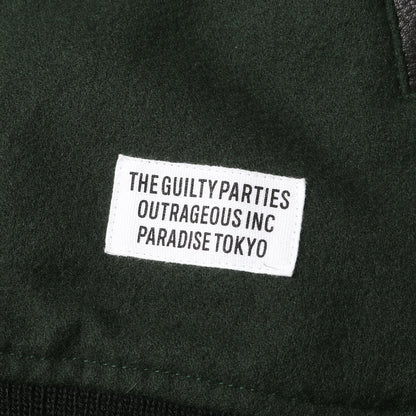 THE GUILTY PARTIES
OUTRAGEOUS INC
PARADISE TOKYO